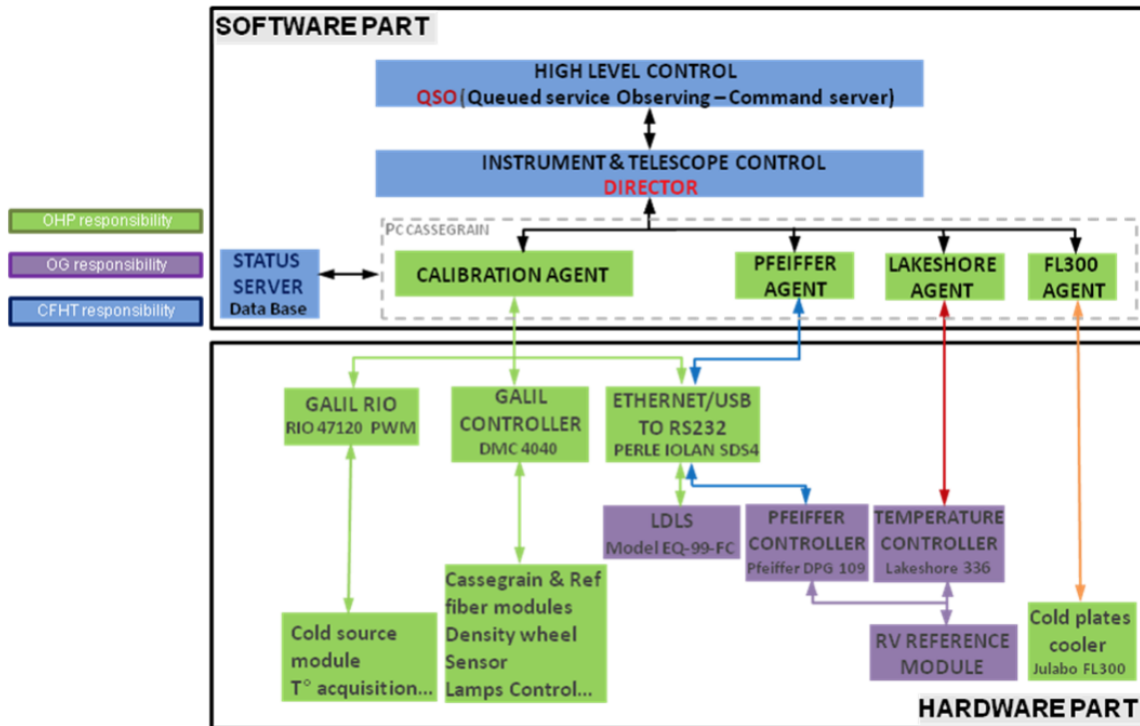 SOFTWARE PART
HIGH LEVEL CONTROL
QSO (Queued service Observing – Command server)
INSTRUMENT & TELESCOPE CONTROL
DIRECTOR
OHP responsibility
OG responsibility
CFHT responsibility
PC CASSEGRAIN
STATUS
SERVER
Data Base
CALIBRATION AGENT
PFEIFFER
AGENT
LAKESHORE
AGENT
FL300
AGENT
GALIL RIO
RIO 47120 PWM
GALIL
CONTROLLER
DMC 4040
ETHERNET/USB
TO RS232
PERLE IOLAN SDS4
LDLS
Model EQ-99-FC
PFEIFFER
CONTROLLER
Pfeiffer DPG 109
TEMPERATURE
CONTROLLER
Lakeshore 336
Cold source
module
T° acquisition...
Cassegrain & Ref
fiber modules
Density wheel
Sensor
Lamps Control...
RV REFERENCE
MODULE
Cold plates
cooler
Julabo FL300
HARDWARE PART